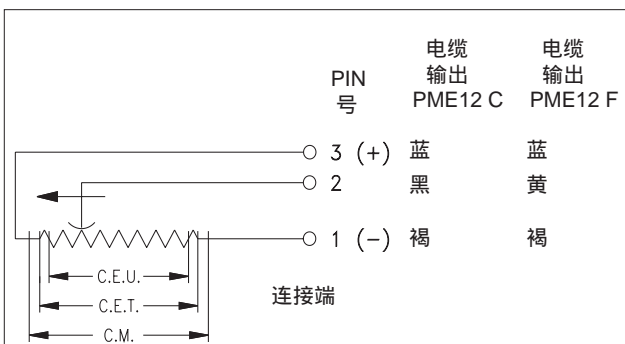 PIN
号
电缆
输出
PME12 C
电缆
输出
PME12 F
3 (+) 蓝 蓝
2 黑 黄
1 (−) 褐 褐
C.E.U.
C.E.T.
C.M.
连接端